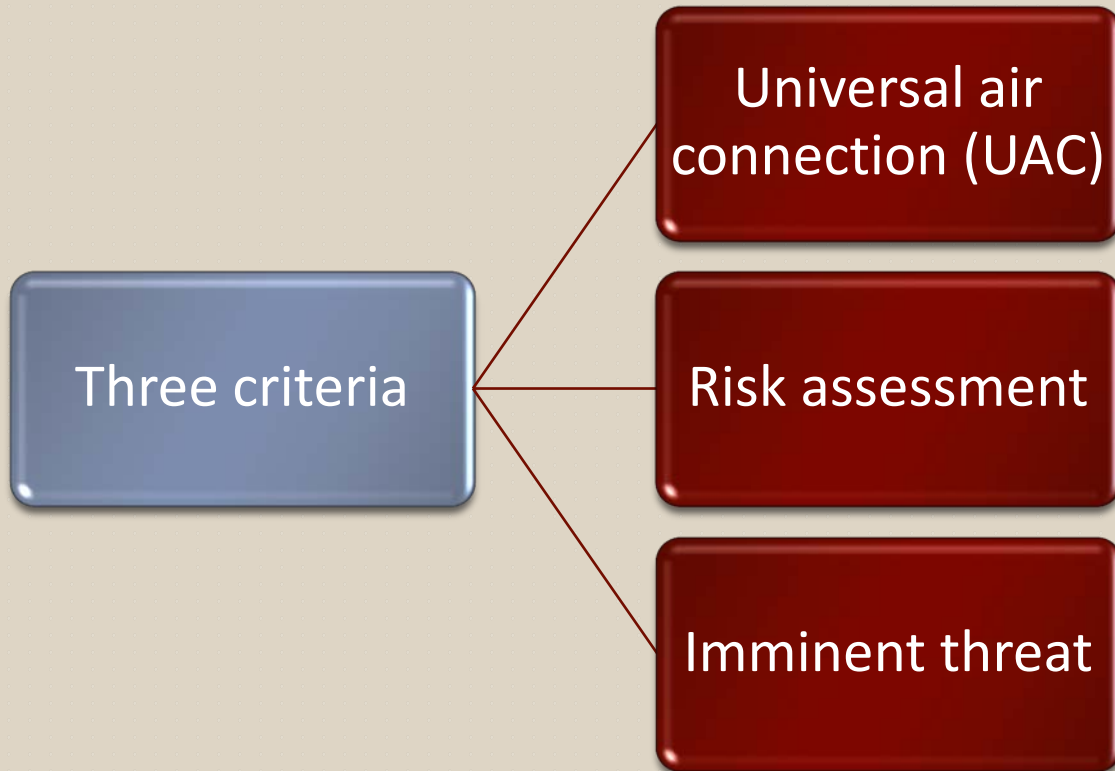 Three criteria
Universal air
connection (UAC)
Risk assessment
Imminent threat